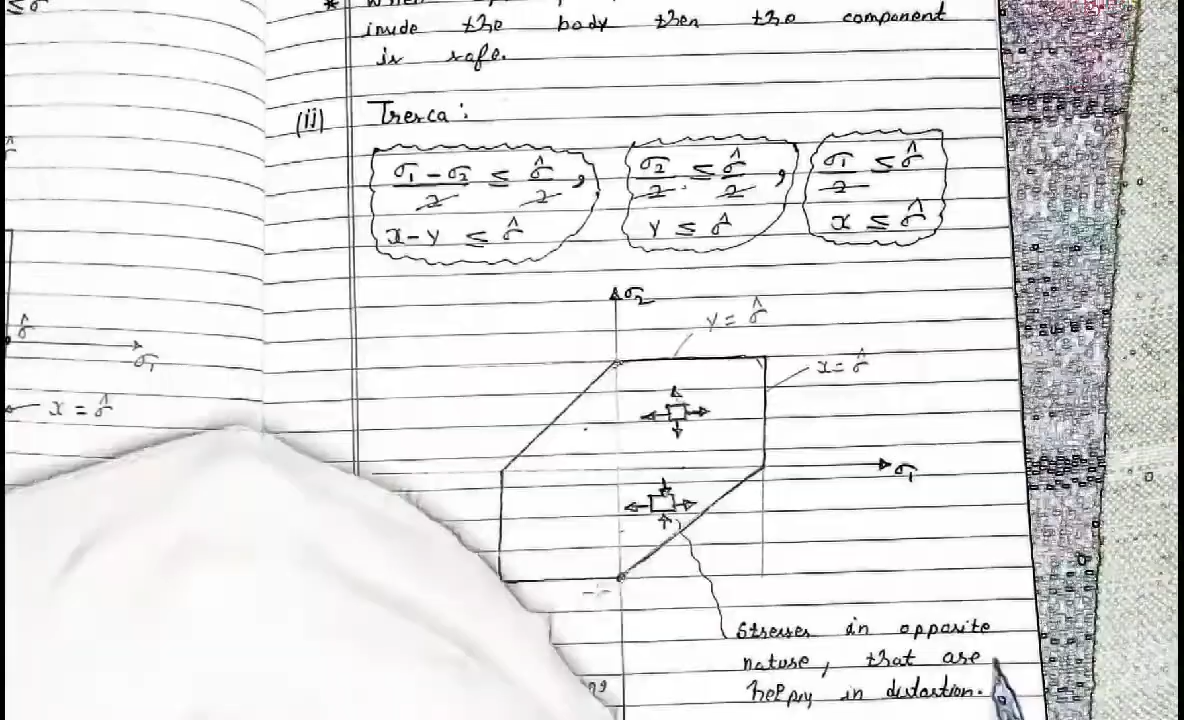 ≤σ̂
inside the body then the component
is safe.
(ii) Tresca:
(σ1 - σ2)/2 ≤ σ̂/2, σ2/2 ≤ σ̂/2, σ1/2 ≤ σ̂
x-y ≤ σ̂ y ≤ σ̂ x ≤ σ̂
σ2
y = σ̂
σ̂
σ1
x = σ̂
x = σ̂
σ1
Stresses in opposite
nature, that are
in distortion.